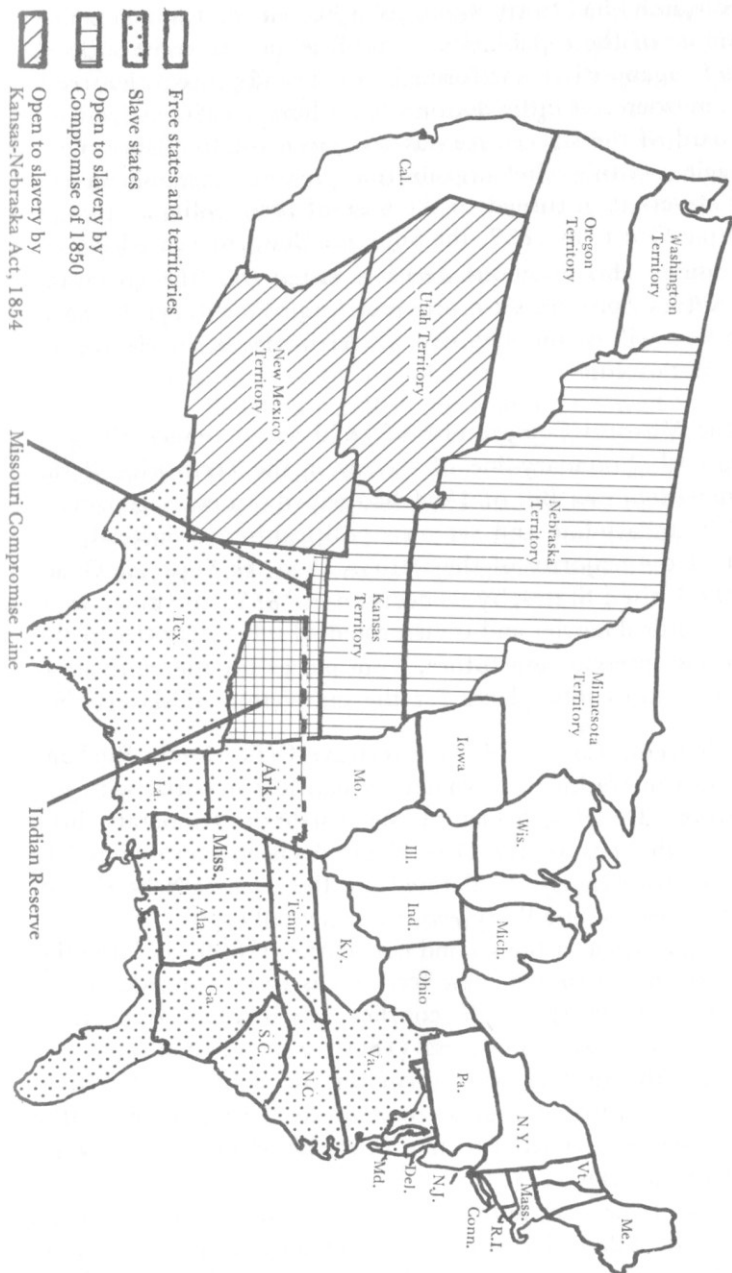 Washington
Territory
Oregon
Territory
Cal.
Utah Territory
New Mexico
Territory
Nebraska
Territory
Kansas
Territory
Minnesota
Territory
Iowa
Wis.
Mich.
Mo.
Ill.
Ind.
Ohio
Ky.
Tenn.
Ark.
Tex
La.
Miss.
Ala.
Ga.
S.C.
N.C.
Va.
Pa.
N.Y.
Vt.
Me.
Mass.
R.I.
Conn.
N.J.
Del.
Md.
Free states and territories
Slave states
Open to slavery by
Compromise of 1850
Open to slavery by
Kansas-Nebraska Act, 1854
Missouri Compromise Line
Indian Reserve